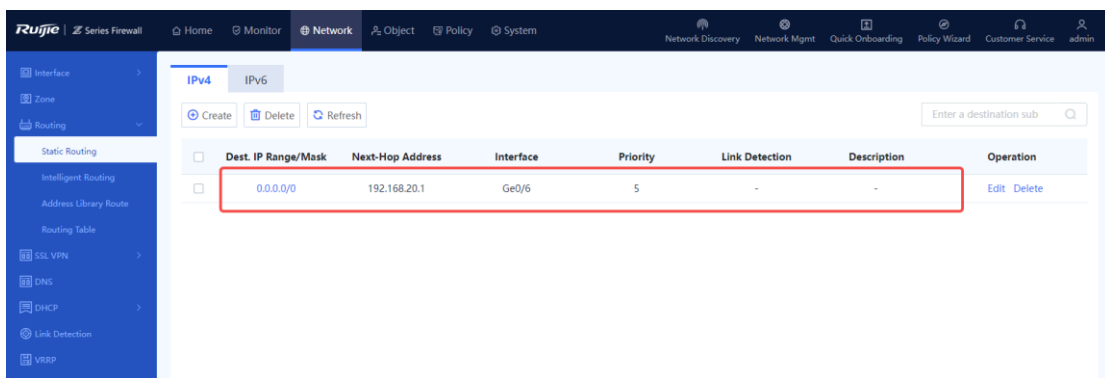 Ruijie | Z Series Firewall Home Monitor Network Object Policy System Network Discovery Network Mgmt Quick Onboarding Policy Wizard Customer Service admin
Interface
Zone
Routing
Static Routing
Intelligent Routing
Address Library Route
Routing Table
SSL VPN
DNS
DHCP
Link Detection
VRRP
IPv4 IPv6
Create Delete Refresh Enter a destination sub
Dest. IP Range/Mask Next-Hop Address Interface Priority Link Detection Description Operation
0.0.0.0/0 192.168.20.1 Ge0/6 5 - - Edit Delete